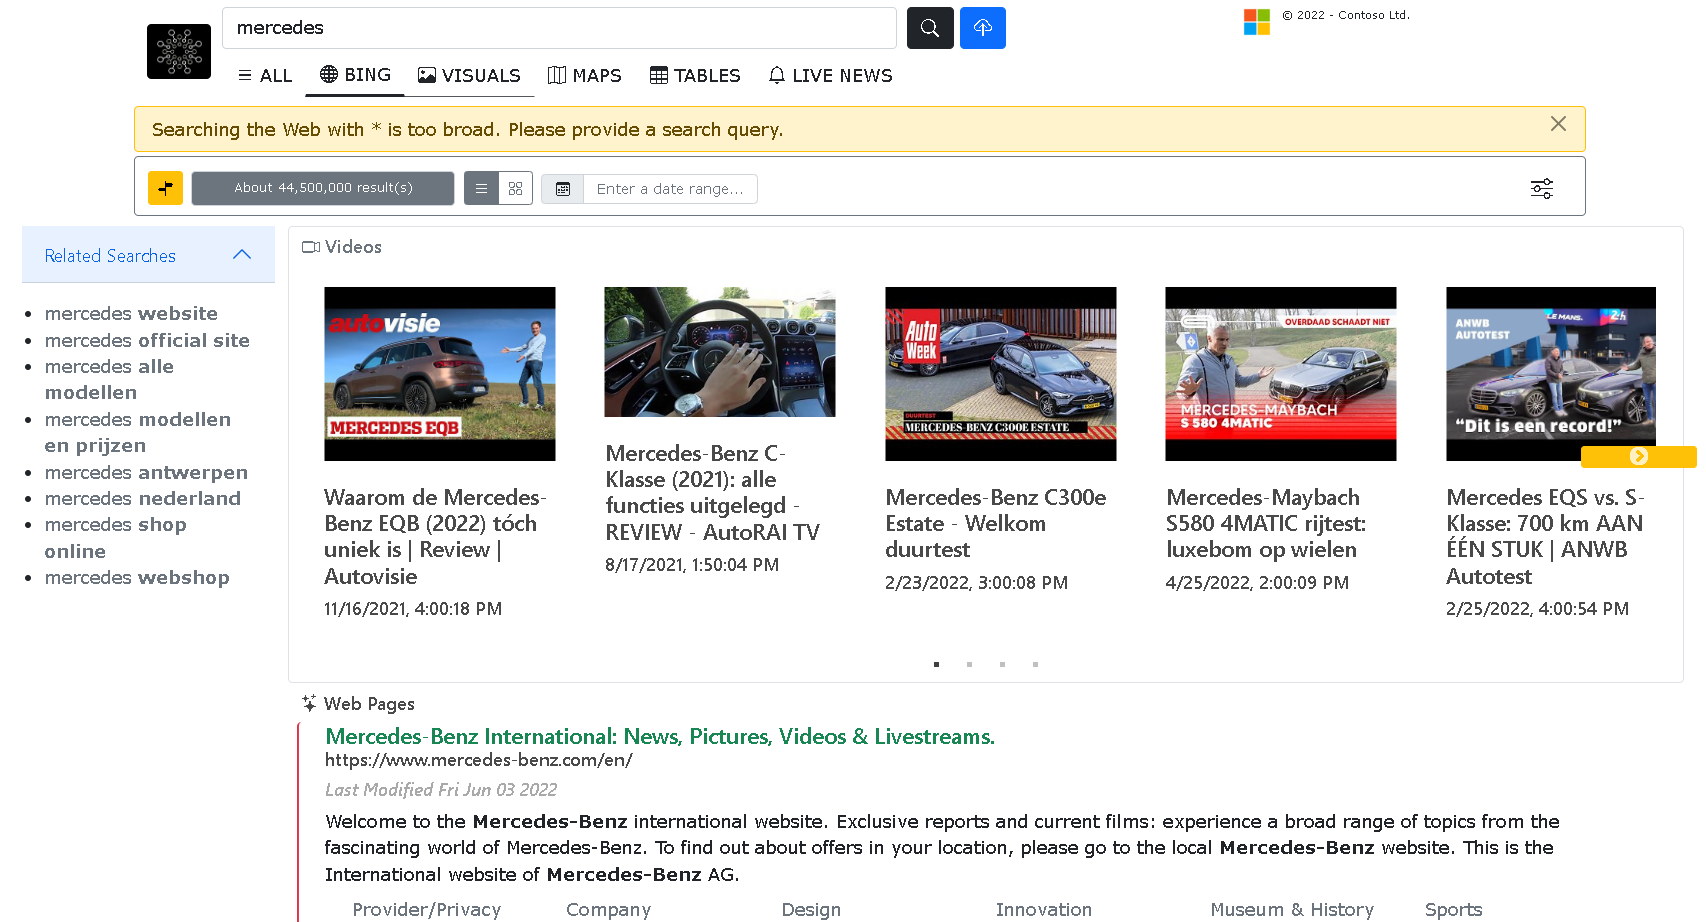 mercedes
© 2022 - Contoso Ltd.
ALL
BING
VISUALS
MAPS
TABLES
LIVE NEWS
Searching the Web with * is too broad. Please provide a search query.
About 44,500,000 result(s)
Enter a date range...
Related Searches
mercedes website
mercedes official site
mercedes alle
modellen
mercedes modellen
en prijzen
mercedes antwerpen
mercedes nederland
mercedes shop
online
mercedes webshop
Videos
autovisie
MERCEDES EQB
Waarom de Mercedes-
Benz EQB (2022) tóch
uniek is | Review |
Autovisie
11/16/2021, 4:00:18 PM
Mercedes-Benz C-
Klasse (2021): alle
functies uitgelegd -
REVIEW - AutoRAI TV
8/17/2021, 1:50:04 PM
Auto
Week
DUURTEST
MERCEDES-BENZ C300E ESTATE
Mercedes-Benz C300e
Estate - Welkom
duurtest
2/23/2022, 3:00:08 PM
OVERDAAD SCHAADT NIET
MERCEDES-MAYBACH
S 580 4MATIC
Mercedes-Maybach
S580 4MATIC rijtest:
luxebom op wielen
4/25/2022, 2:00:09 PM
LE MANS.
ANWB
AUTOTEST
"Dit is een record!"
Mercedes EQS vs. S-
Klasse: 700 km AAN
ÉÉN STUK | ANWB
Autotest
2/25/2022, 4:00:54 PM
Web Pages
Mercedes-Benz International: News, Pictures, Videos & Livestreams.
https://www.mercedes-benz.com/en/
Last Modified Fri Jun 03 2022
Welcome to the Mercedes-Benz international website. Exclusive reports and current films: experience a broad range of topics from the
fascinating world of Mercedes-Benz. To find out about offers in your location, please go to the local Mercedes-Benz website. This is the
International website of Mercedes-Benz AG.
Provider/Privacy
Company
Design
Innovation
Museum & History
Sports